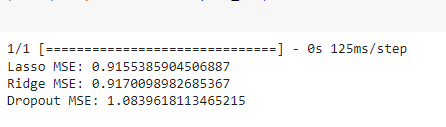 1/1 [==============================] - 0s 125ms/step
Lasso MSE: 0.9155385904506887
Ridge MSE: 0.9170098982685367
Dropout MSE: 1.0839618113465215